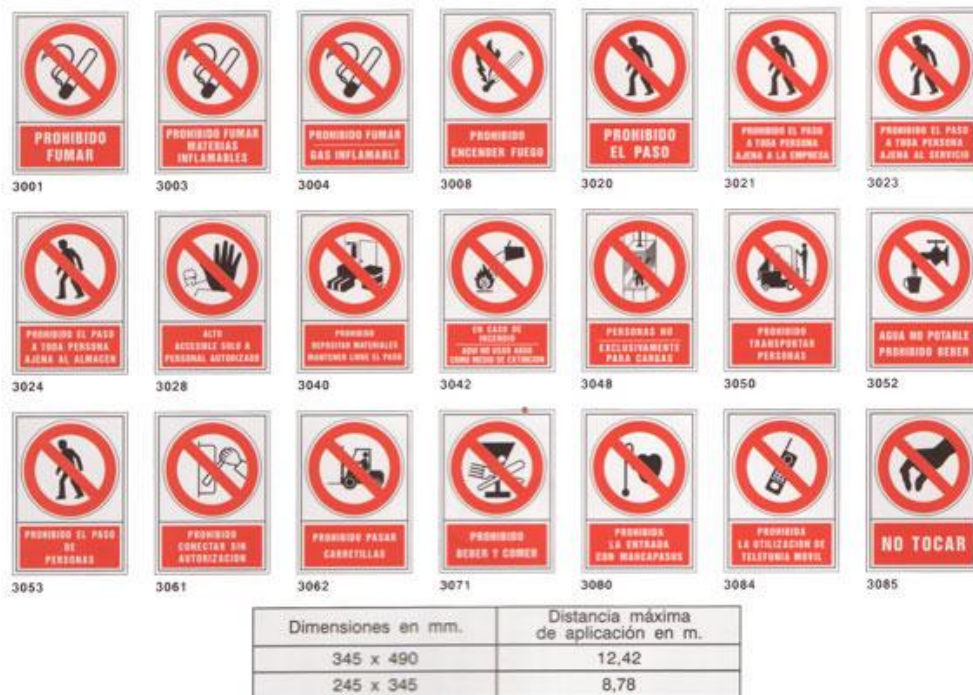 PROHIBIDO
FUMAR
3001
PROHIBIDO FUMAR
MATERIAS
INFLAMABLES
3003
PROHIBIDO FUMAR
GAS INFLAMABLE
3004
PROHIBIDO
ENCENDER FUEGO
3008
PROHIBIDO
EL PASO
3020
PROHIBIDO EL PASO
A TODA PERSONA
AJENA A LA EMPRESA
3021
PROHIBIDO EL PASO
A TODA PERSONA
AJENA AL SERVICIO
3023
PROHIBIDO EL PASO
A TODA PERSONA
AJENA AL ALMACEN
3024
ALTO
ACCESIBLE SOLO A
PERSONAL AUTORIZADO
3028
PROHIBIDO
DEPOSITAR MATERIALES
MANTENER LIBRE EL PASO
3040
EN CASO DE
INCENDIO
AQUI NO USAR AGUA
COMO MEDIO DE EXTINCION
3042
PERSONAS NO
EXCLUSIVAMENTE
PARA CARGAS
3048
PROHIBIDO
TRANSPORTAR
PERSONAS
3050
AGUA NO POTABLE
PROHIBIDO BEBER
3052
PROHIBIDO EL PASO
DE
PERSONAS
3053
PROHIBIDO
CONECTAR SIN
AUTORIZACION
3061
PROHIBIDO PASAR
CARRETILLAS
3062
PROHIBIDO
BEBER Y COMER
3071
PROHIBIDA
LA ENTRADA
CON MARCAPASOS
3080
PROHIBIDA
LA UTILIZACION DE
TELEFONIA MOVIL
3084
NO TOCAR
3085
Dimensiones en mm.
Distancia máxima
de aplicación en m.
345 x 490
12,42
245 x 345
8,78